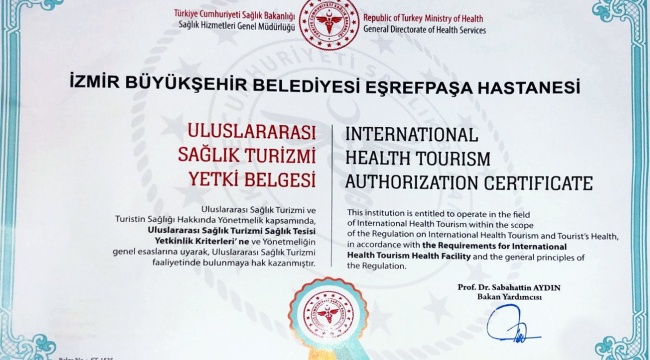 Türkiye Cumhuriyeti Sağlık Bakanlığı
Sağlık Hizmetleri Genel Müdürlüğü
Republic of Turkey Ministry of Health
General Directorate of Health Services
İZMİR BÜYÜKŞEHİR BELEDİYESİ EŞREFPAŞA HASTANESİ
ULUSLARARASI
SAĞLIK TURİZMİ
YETKİ BELGESİ
INTERNATIONAL
HEALTH TOURISM
AUTHORIZATION CERTIFICATE
Uluslararası Sağlık Turizmi ve
Turistin Sağlığı Hakkında Yönetmelik kapsamında,
Uluslararası Sağlık Turizmi Sağlık Tesisi
Yetkinlik Kriterleri' ne ve Yönetmeliğin
genel esaslarına uyarak, Uluslararası Sağlık Turizmi
faaliyetinde bulunmaya hak kazanmıştır.
This institution is entitled to operate in the field
of International Health Tourism within the scope
of the Regulation on International Health Tourism and Tourist's Health,
in accordance with the Requirements for International
Health Tourism Health Facility and the general principles of
the Regulation.
Prof. Dr. Sabahattin AYDIN
Bakan Yardımcısı